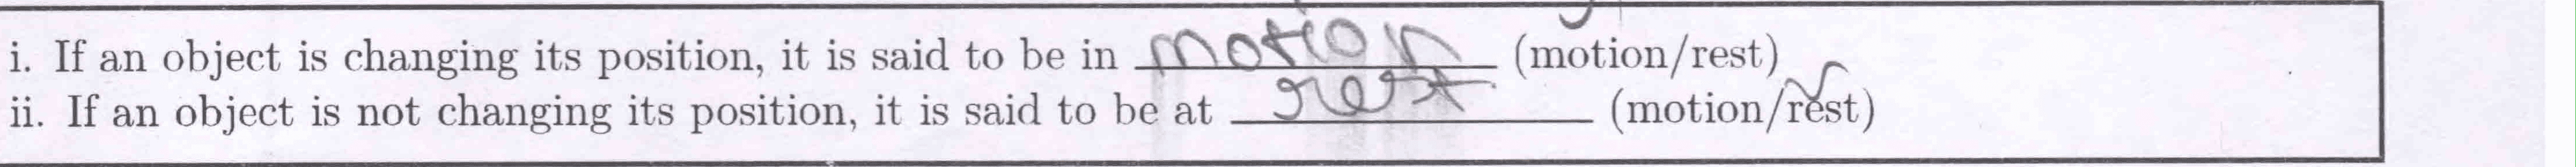 i. If an object is changing its position, it is said to be in motion (motion/rest)
ii. If an object is not changing its position, it is said to be at rest (motion/rest)